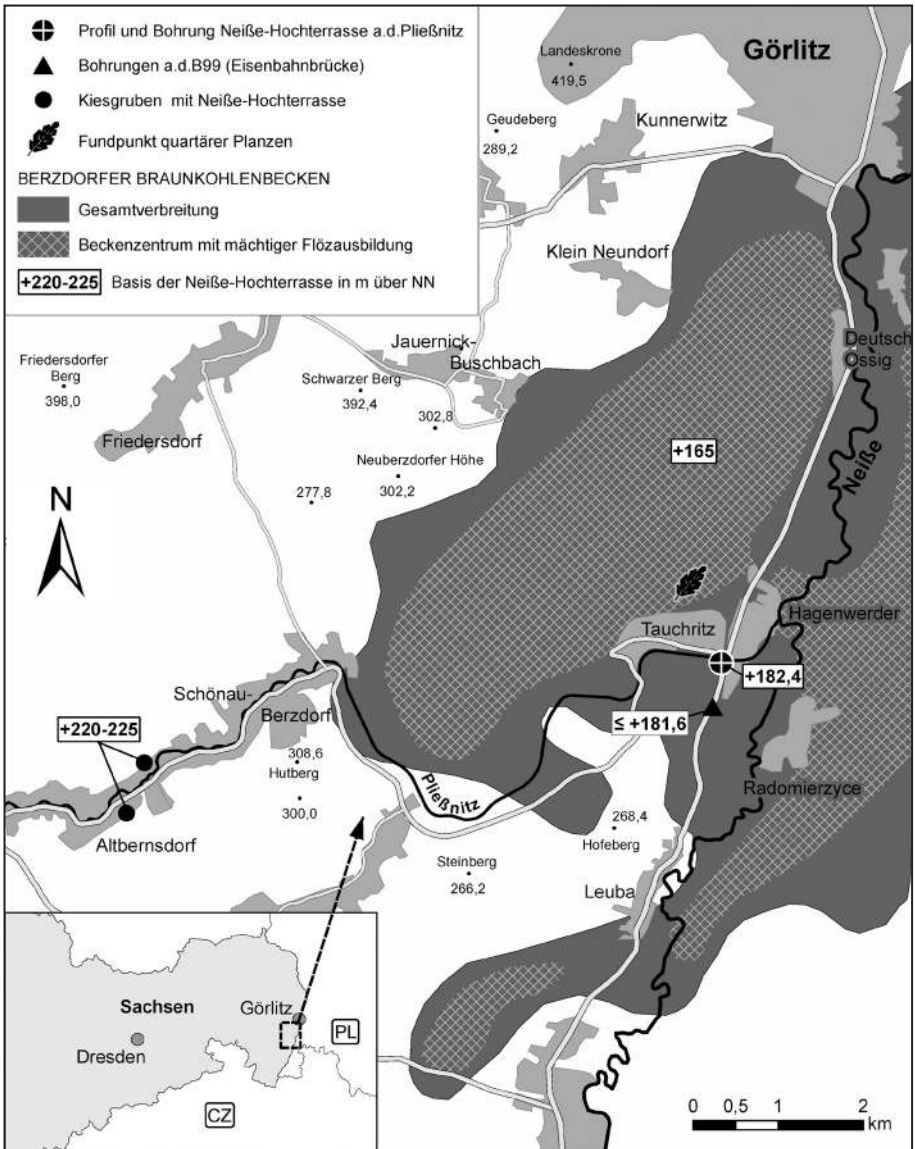 Profil und Bohrung Neiße-Hochterrasse a.d.Pließnitz
Bohrungen a.d.B99 (Eisenbahnbrücke)
Kiesgruben mit Neiße-Hochterrasse
Fundpunkt quartärer Planzen
BERZDORFER BRAUNKOHLENBECKEN
Gesamtverbreitung
Beckenzentrum mit mächtiger Flözausbildung
+220-225 Basis der Neiße-Hochterrasse in m über NN
Landeskrone
419,5
Görlitz
Geudeberg
289,2
Kunnerwitz
Klein Neundorf
Friedersdorfer
Berg
398,0
Friedersdorf
Jauernick-
Buschbach
Schwarzer Berg
392,4
302,8
Neuberzdorfer Höhe
302,2
277,8
Deutsch
Ossig
+165
Neiße
N
Tauchritz
Hagenwerder
+182,4
≤ +181,6
Schönau-
Berzdorf
+220-225
308,6
Hutberg
300,0
Altbernsdorf
Pließnitz
Radomierzyce
268,4
Hofeberg
Steinberg
266,2
Leuba
Sachsen
Görlitz
Dresden
PL
CZ
0 0,5 1 2
km